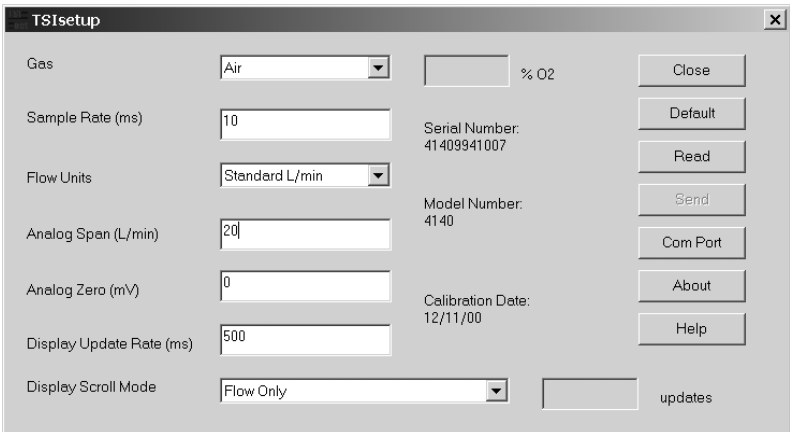 TSIsetup
Gas
Air
% O2
Close
Sample Rate (ms)
10
Serial Number:
41409941007
Default
Read
Flow Units
Standard L/min
Model Number:
4140
Send
Analog Span (L/min)
20
Com Port
Analog Zero (mV)
0
Calibration Date:
12/11/00
About
Display Update Rate (ms)
500
Help
Display Scroll Mode
Flow Only
updates